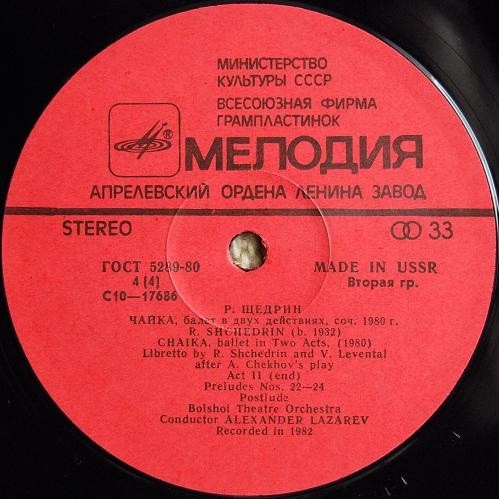 МИНИСТЕРСТВО
КУЛЬТУРЫ СССР
ВСЕСОЮЗНАЯ ФИРМА
ГРАМПЛАСТИНОК
®
МЕЛОДИЯ
АПРЕЛЕВСКИЙ ОРДЕНА ЛЕНИНА ЗАВОД
STEREO 33
ГОСТ 5289-80 MADE IN USSR
4 (4) Вторая гр.
С10—17686
Р. ЩЕДРИН
ЧАЙКА, балет в двух действиях, соч. 1980 г.
R. SHCHEDRIN (b. 1932)
CHAIKA, ballet in Two Acts, (1980)
Libretto by R. Shchedrin and V. Levental
after A. Chekhov's play
Act II (end)
Preludes Nos. 22—24
Postlude
Bolshoi Theatre Orchestra
Conductor ALEXANDER LAZAREV
Recorded in 1982